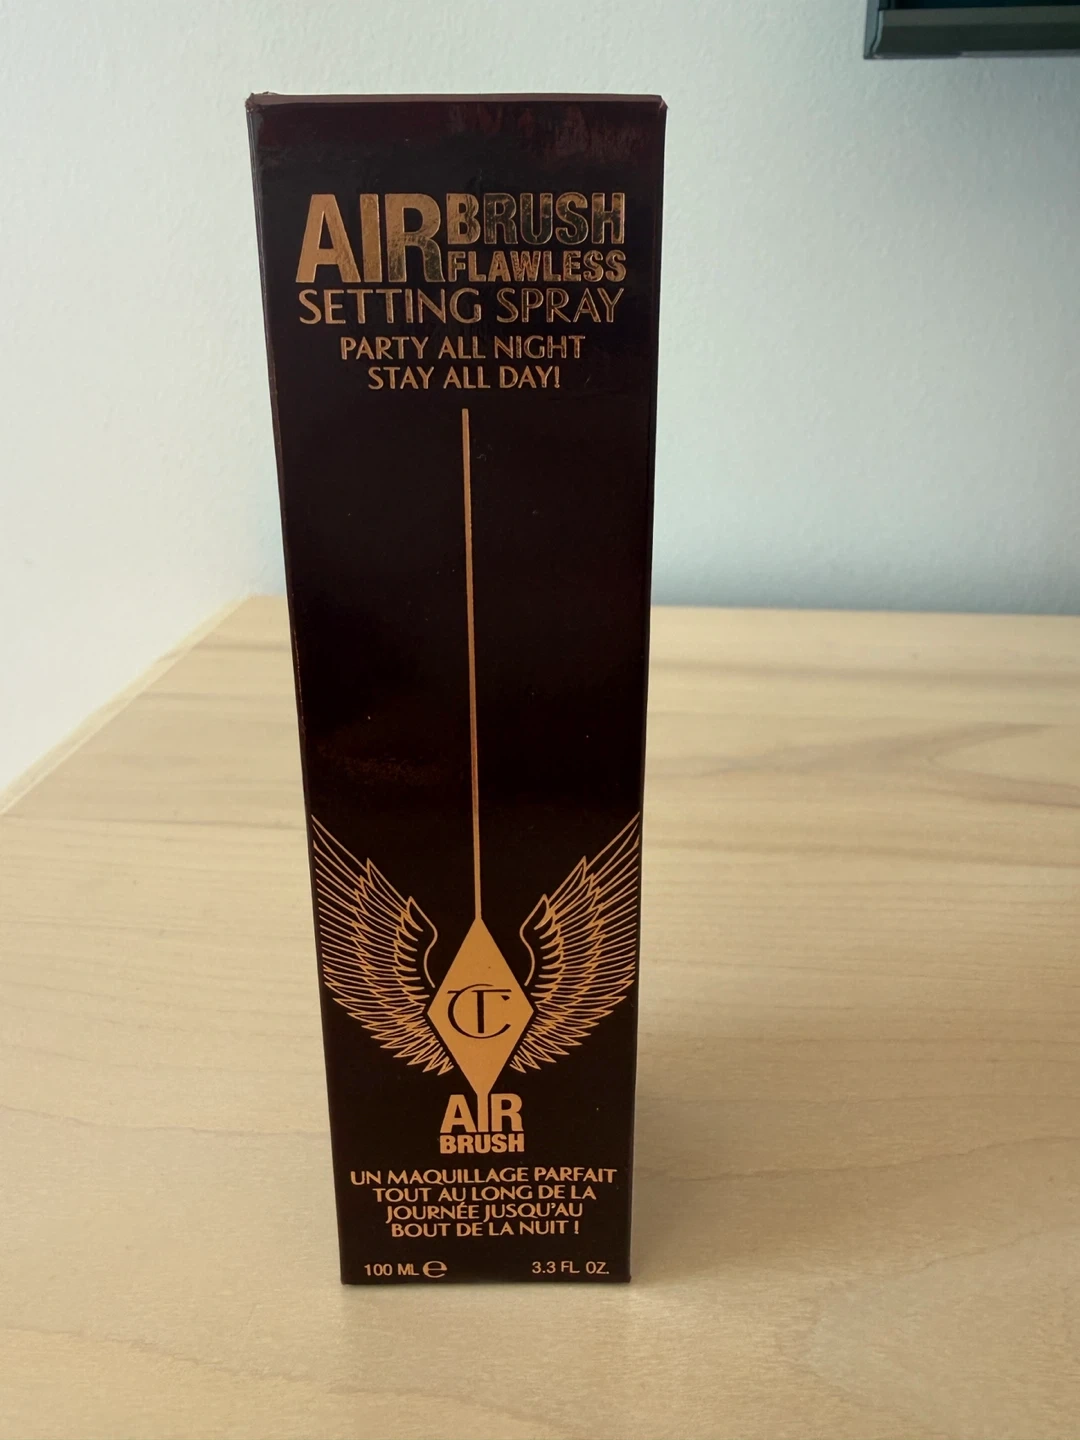 AIRBRUSH
FLAWLESS
SETTING SPRAY
PARTY ALL NIGHT
STAY ALL DAY!
CT
AIR
BRUSH
UN MAQUILLAGE PARFAIT
TOUT AU LONG DE LA
JOURNÉE JUSQU'AU
BOUT DE LA NUIT !
100 ML ℮ 3.3 FL OZ.